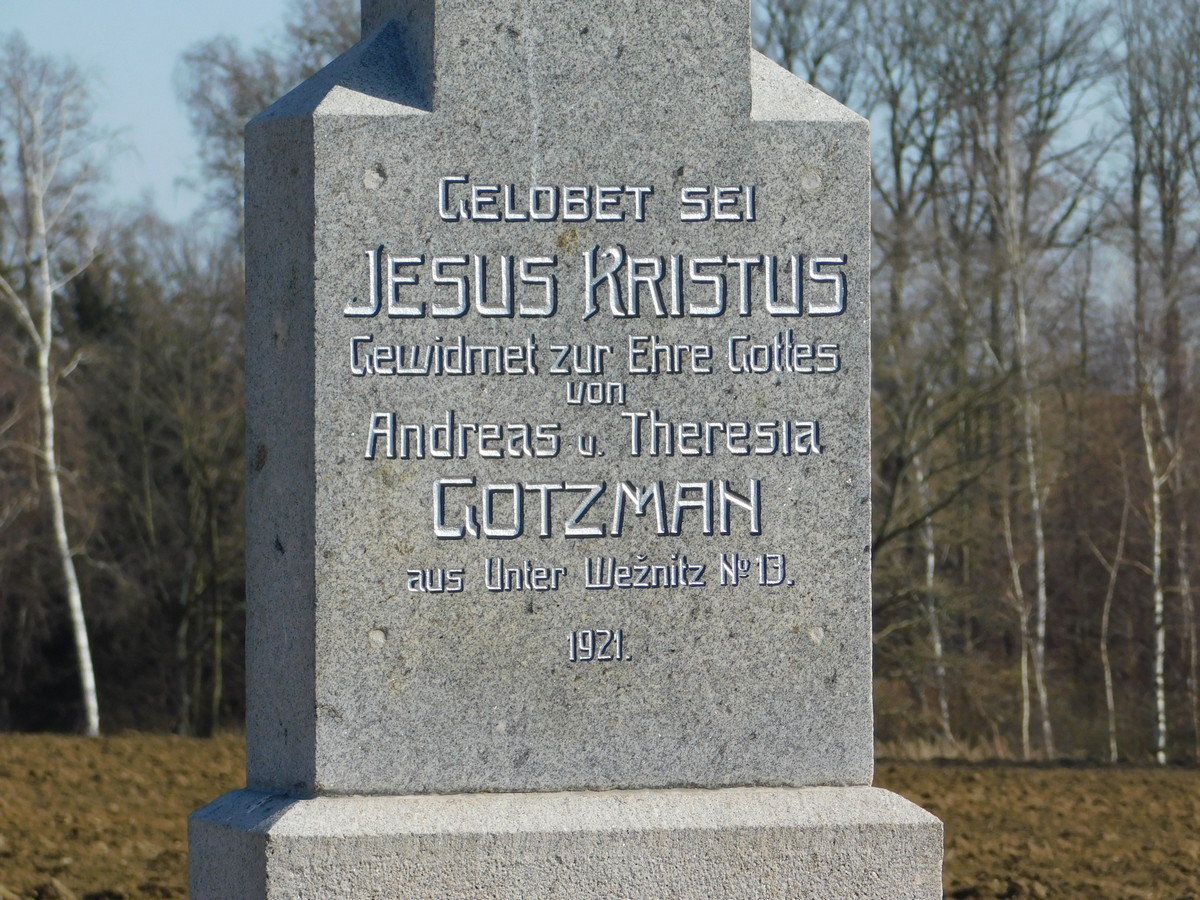 GELOBET SEI
JESUS KRISTUS
Gewidmet zur Ehre Gottes
von
Andreas u. Theresia
GOTZMAN
aus Unter Wežnitz No 13.
1921.